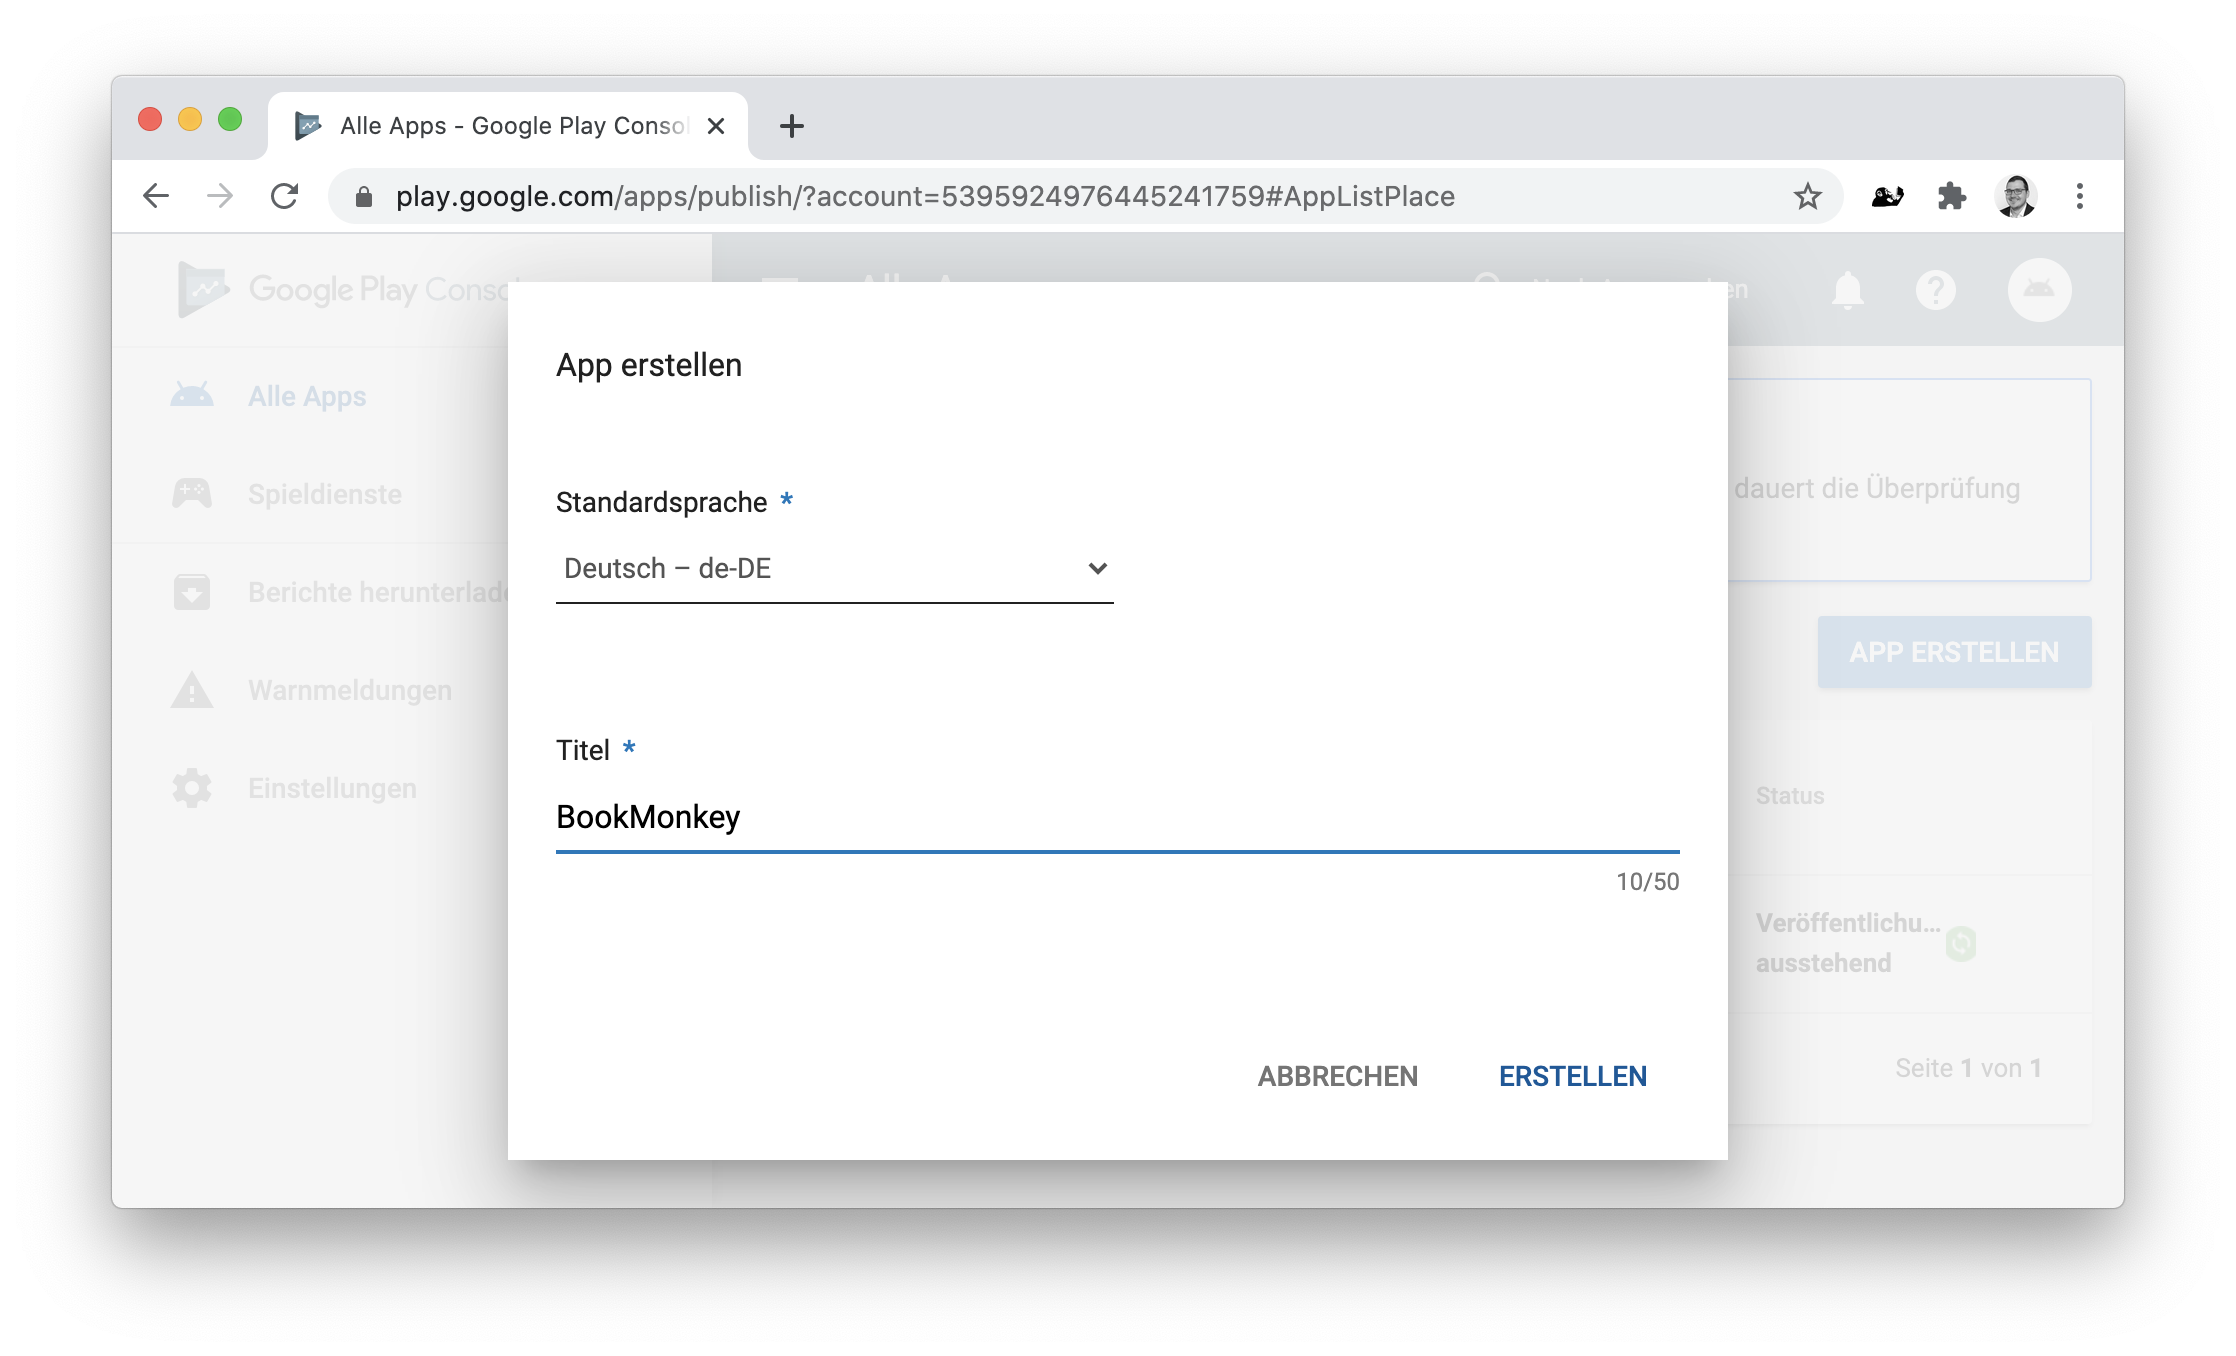 Alle Apps - Google Play Consol
play.google.com/apps/publish/?account=5395924976445241759#AppListPlace
Google Play Conso
Alle Apps
Spieldienste
Berichte herunterlade
Warnmeldungen
Einstellungen
App erstellen
Standardsprache *
Deutsch – de-DE
Titel *
BookMonkey
10/50
ABBRECHEN
ERSTELLEN
dauert die Überprüfung
APP ERSTELLEN
Status
Veröffentlichu...
ausstehend
Seite 1 von 1